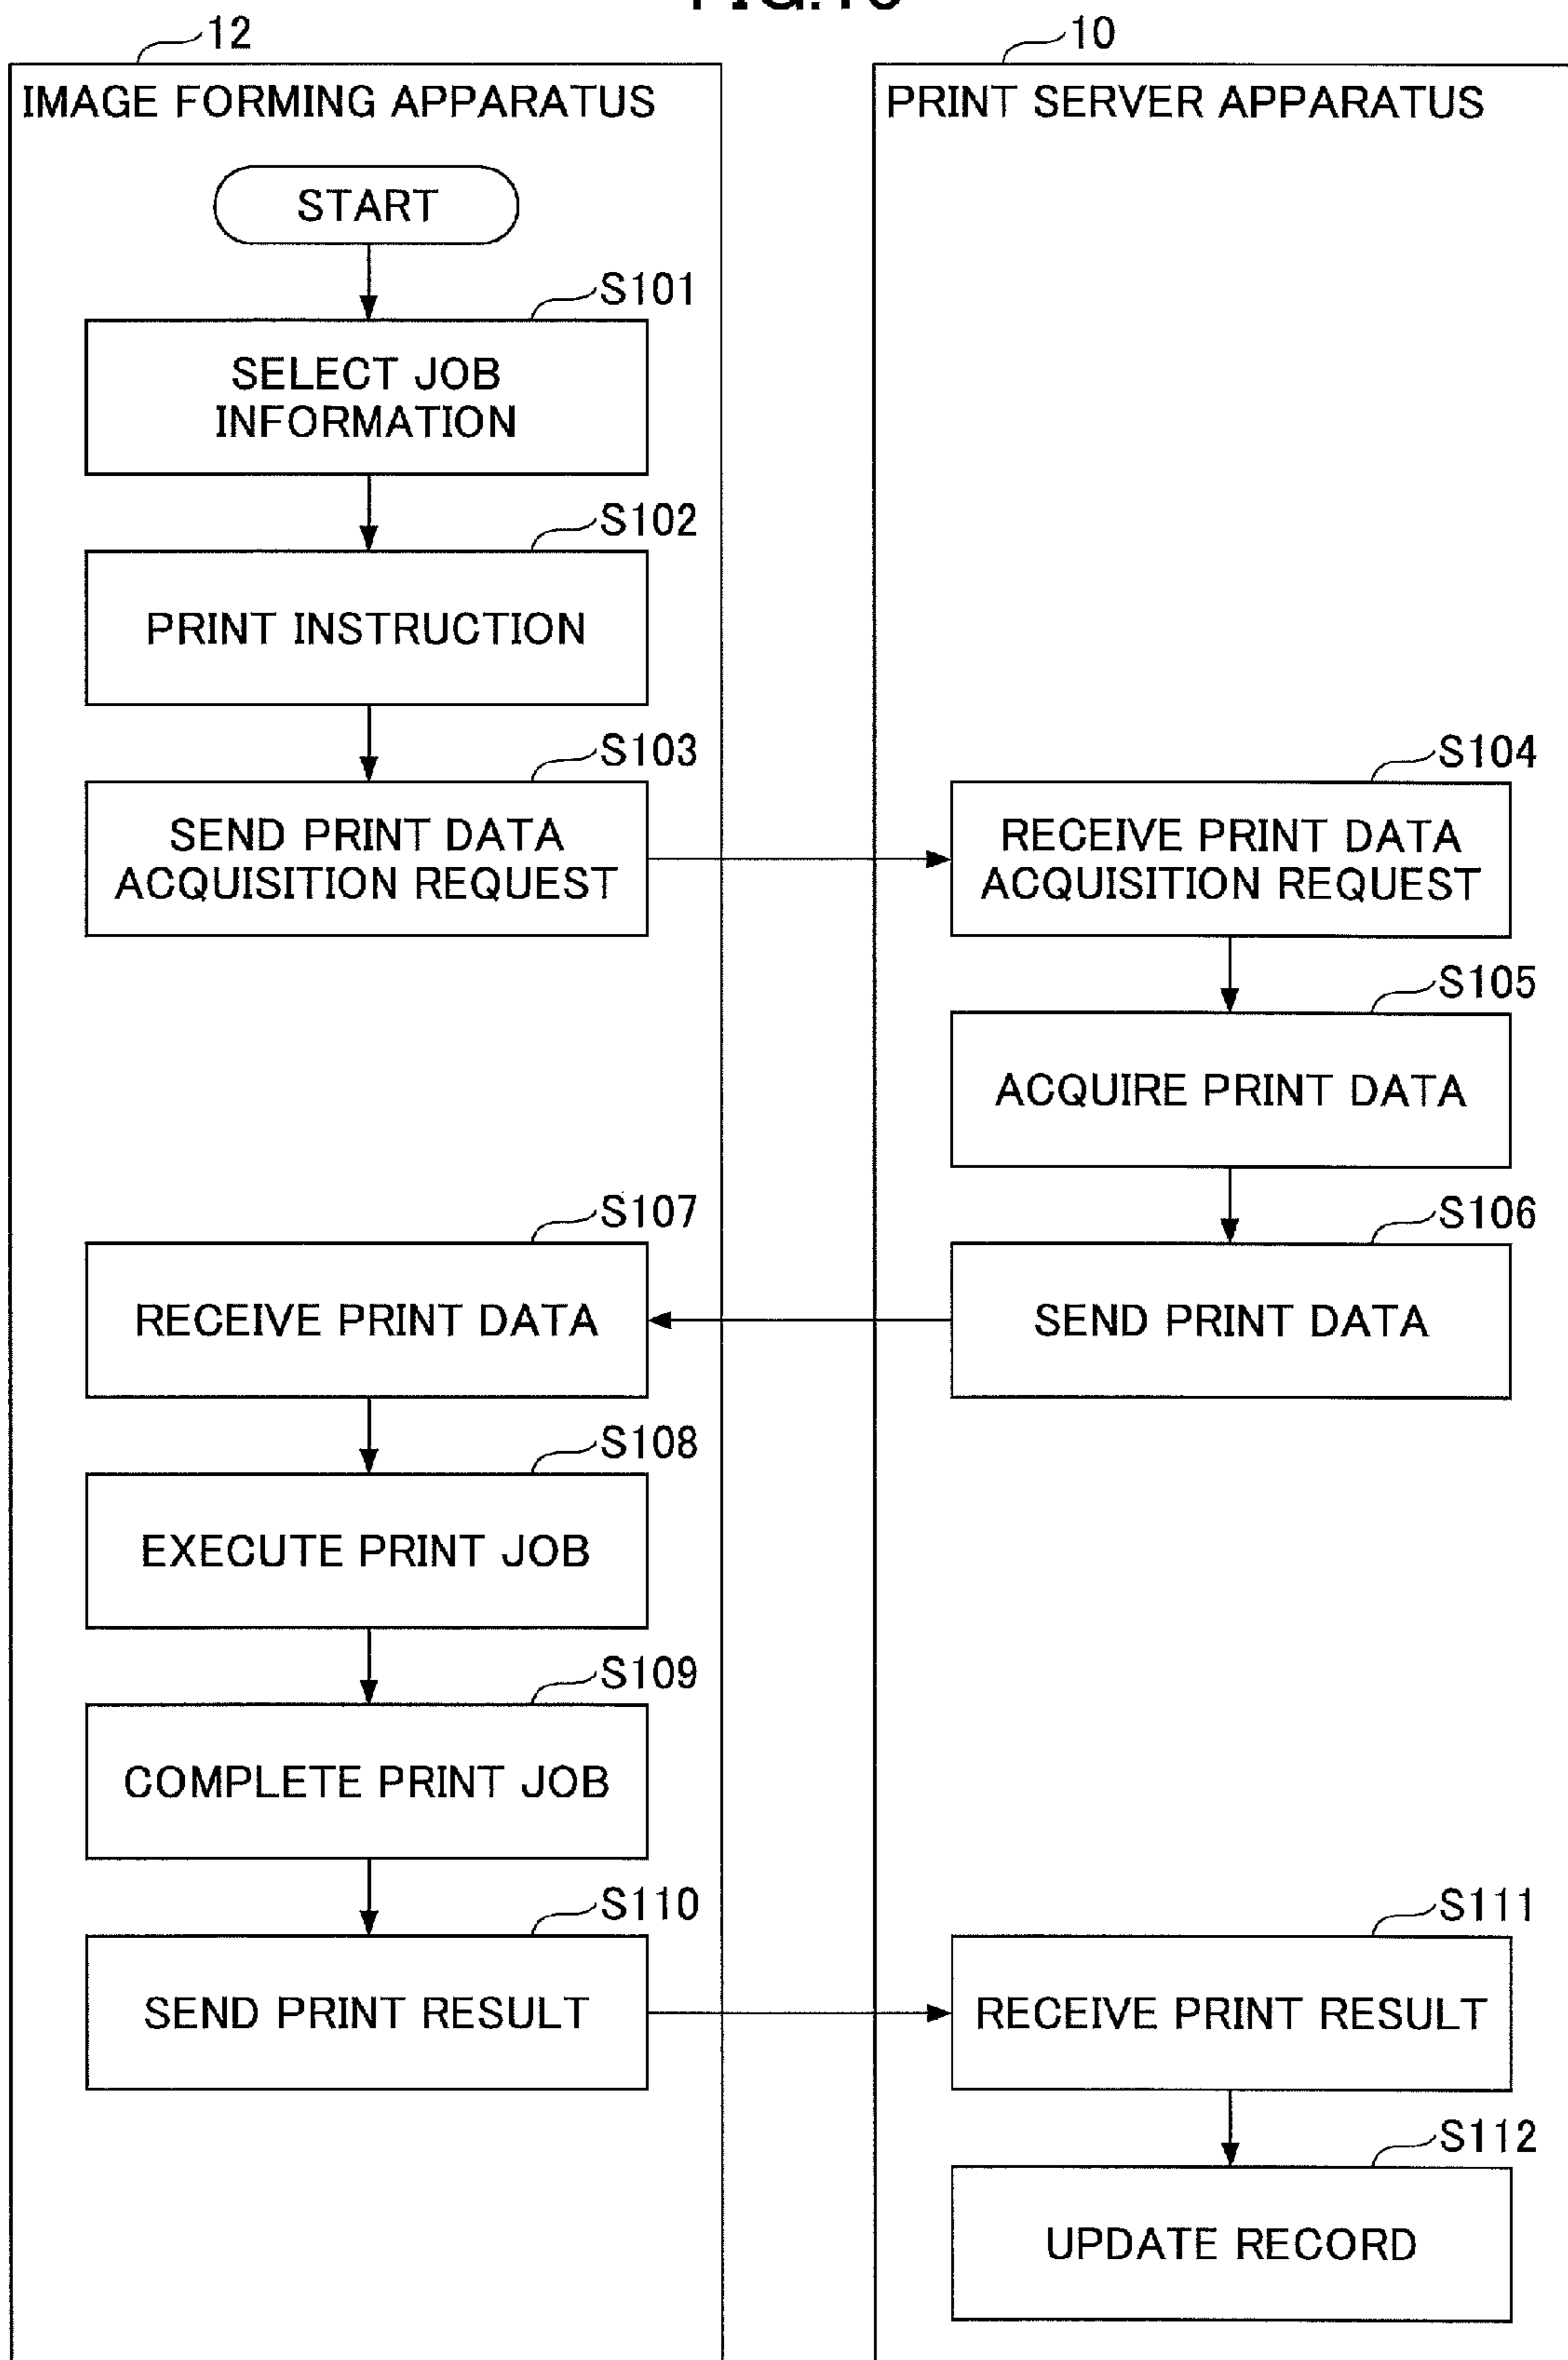 12
10
IMAGE FORMING APPARATUS
PRINT SERVER APPARATUS
START
S101
SELECT JOB
INFORMATION
S102
PRINT INSTRUCTION
S103
SEND PRINT DATA
ACQUISITION REQUEST
S104
RECEIVE PRINT DATA
ACQUISITION REQUEST
S105
ACQUIRE PRINT DATA
S106
SEND PRINT DATA
S107
RECEIVE PRINT DATA
S108
EXECUTE PRINT JOB
S109
COMPLETE PRINT JOB
S110
SEND PRINT RESULT
S111
RECEIVE PRINT RESULT
S112
UPDATE RECORD